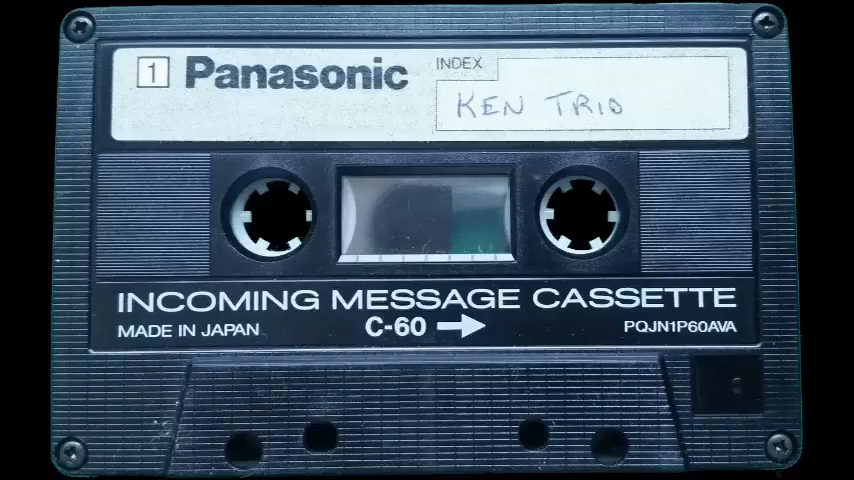 1 Panasonic INDEX
KEN TRIO
INCOMING MESSAGE CASSETTE
MADE IN JAPAN C-60 PQJN1P60AVA